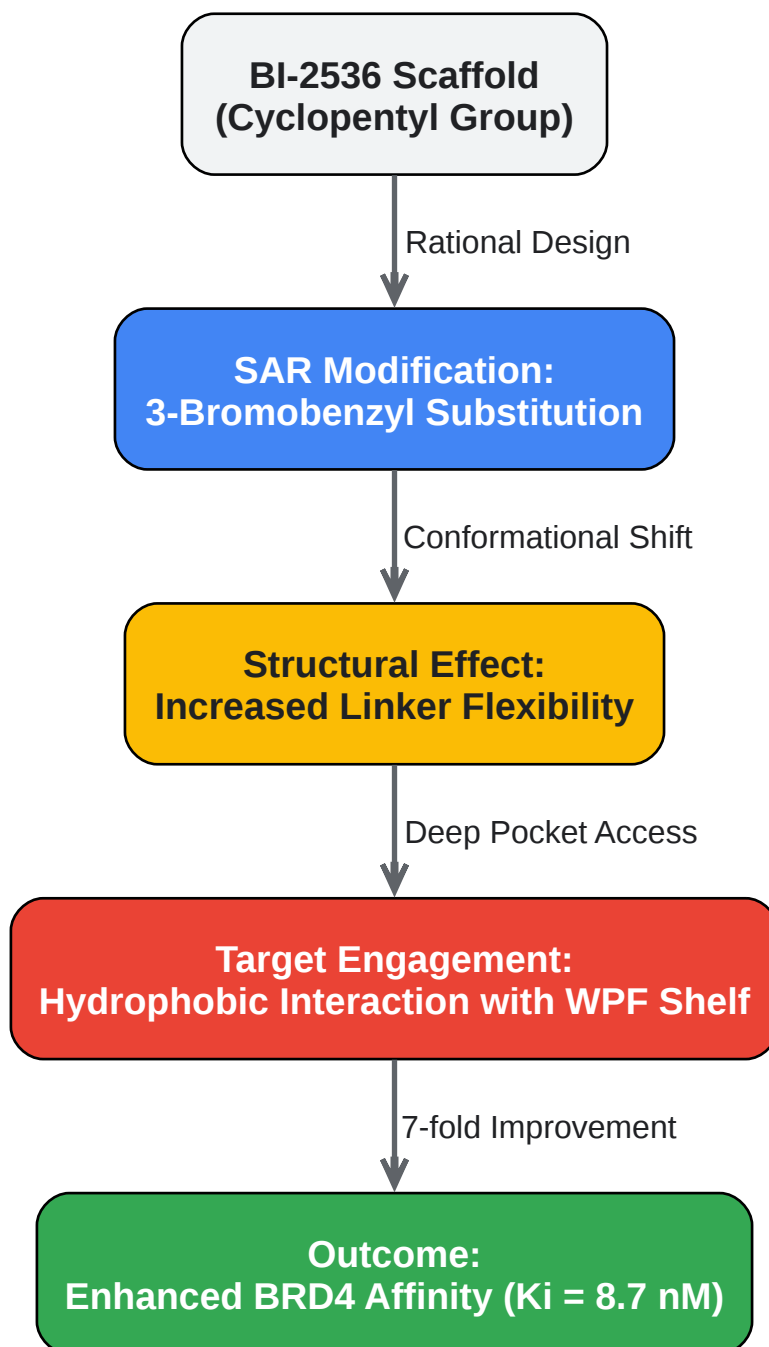 BI-2536 Scaffold
(Cyclopentyl Group)
Rational Design
SAR Modification:
3-Bromobenzyl Substitution
Conformational Shift
Structural Effect:
Increased Linker Flexibility
Deep Pocket Access
Target Engagement:
Hydrophobic Interaction with WPF Shelf
7-fold Improvement
Outcome:
Enhanced BRD4 Affinity (Ki = 8.7 nM)